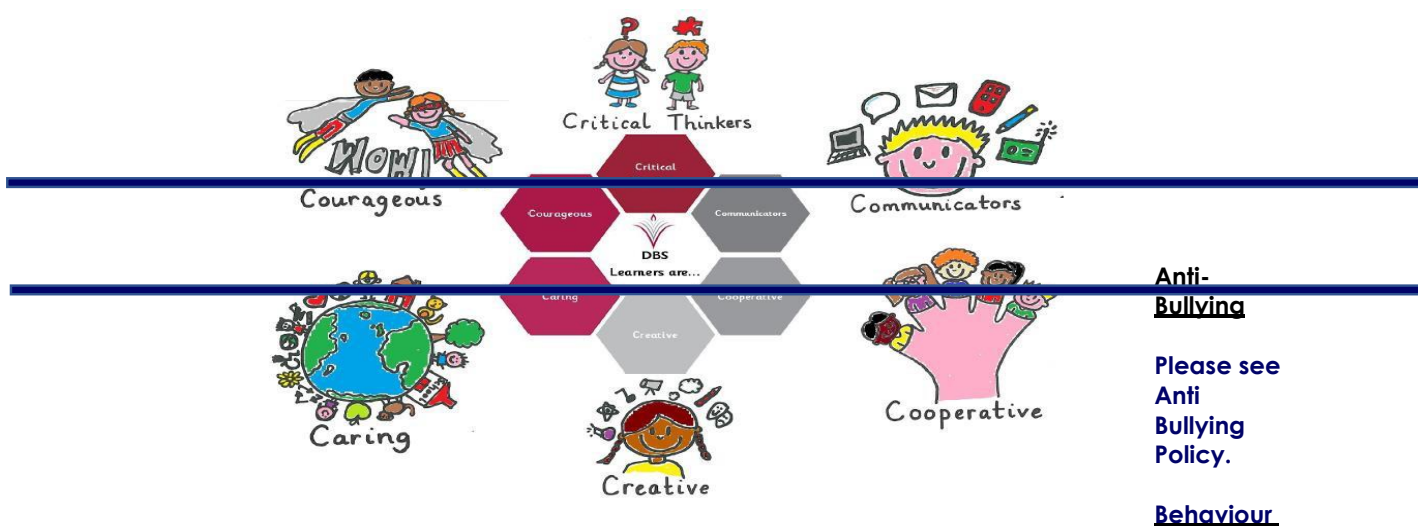 Critical Thinkers
WOW!
Courageous
Communicators
Critical
Courageous
Communicators
DBS
Learners are...
Caring
Cooperative
Creative
Caring
Cooperative
Creative
Anti-
Bullying
Please see
Anti
Bullying
Policy.
Behaviour